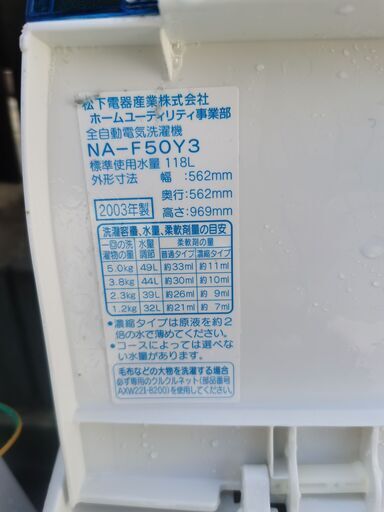 松下電器産業株式会社
ホームユーティリティ事業部
全自動電気洗濯機
NA-F50Y3
標準使用水量 118L
外形寸法 幅 : 562mm
奥行 : 562mm
2003年製 高さ : 969mm
洗濯容量、水量、柔軟剤量の目安
一回の洗濯物の量 水量調節 柔軟剤の量
普通タイプ 濃縮タイプ
5.0kg 49L 約33ml 約11ml
3.8kg 44L 約30ml 約10ml
2.3kg 39L 約26ml 約 9ml
1.2kg 32L 約21ml 約 7ml
●濃縮タイプは原液を約2
倍の水で薄めてください。
●コースによっては選べな
い水量があります。
毛布などの大物を洗濯する場合
必ず専用のクルクルネット(部品番号
AXW22I-8200)を使用してください。